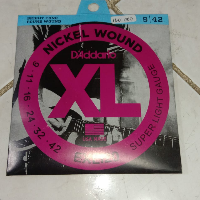 9-42
NICKEL WOUND
D'Addario
XL
9
11
16
24
32
42
SUPER LIGHT GAUGE